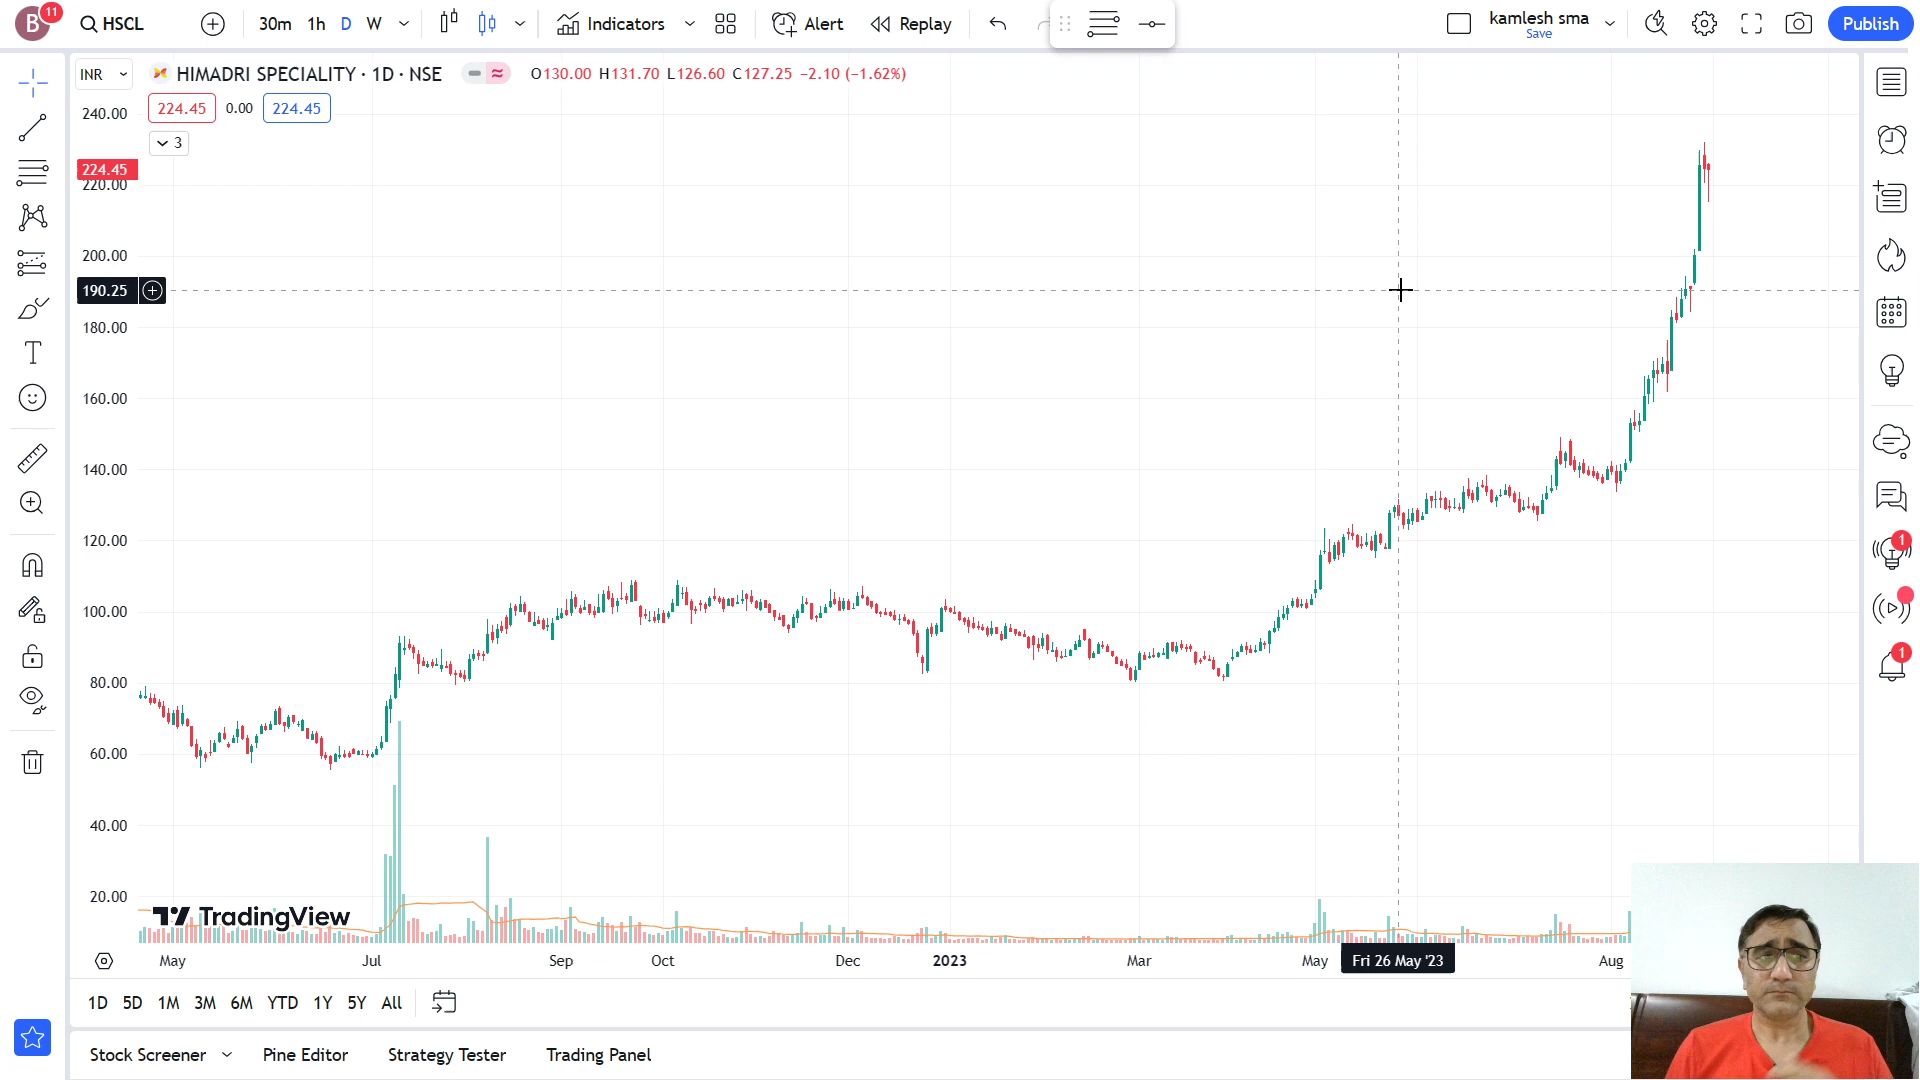 B 11 HSCL 30m 1h D W Indicators Alert Replay kamlesh sma Save Publish
INR HIMADRI SPECIALITY · 1D · NSE O130.00 H131.70 L126.60 C127.25 −2.10 (−1.62%)
224.45 0.00 224.45
240.00
3
224.45
220.00
200.00
190.25
180.00
160.00
140.00
120.00
100.00
80.00
60.00
40.00
20.00
1
1
TradingView
May Jul Sep Oct Dec 2023 Mar May Fri 26 May '23 Aug
1D 5D 1M 3M 6M YTD 1Y 5Y All
Stock Screener Pine Editor Strategy Tester Trading Panel